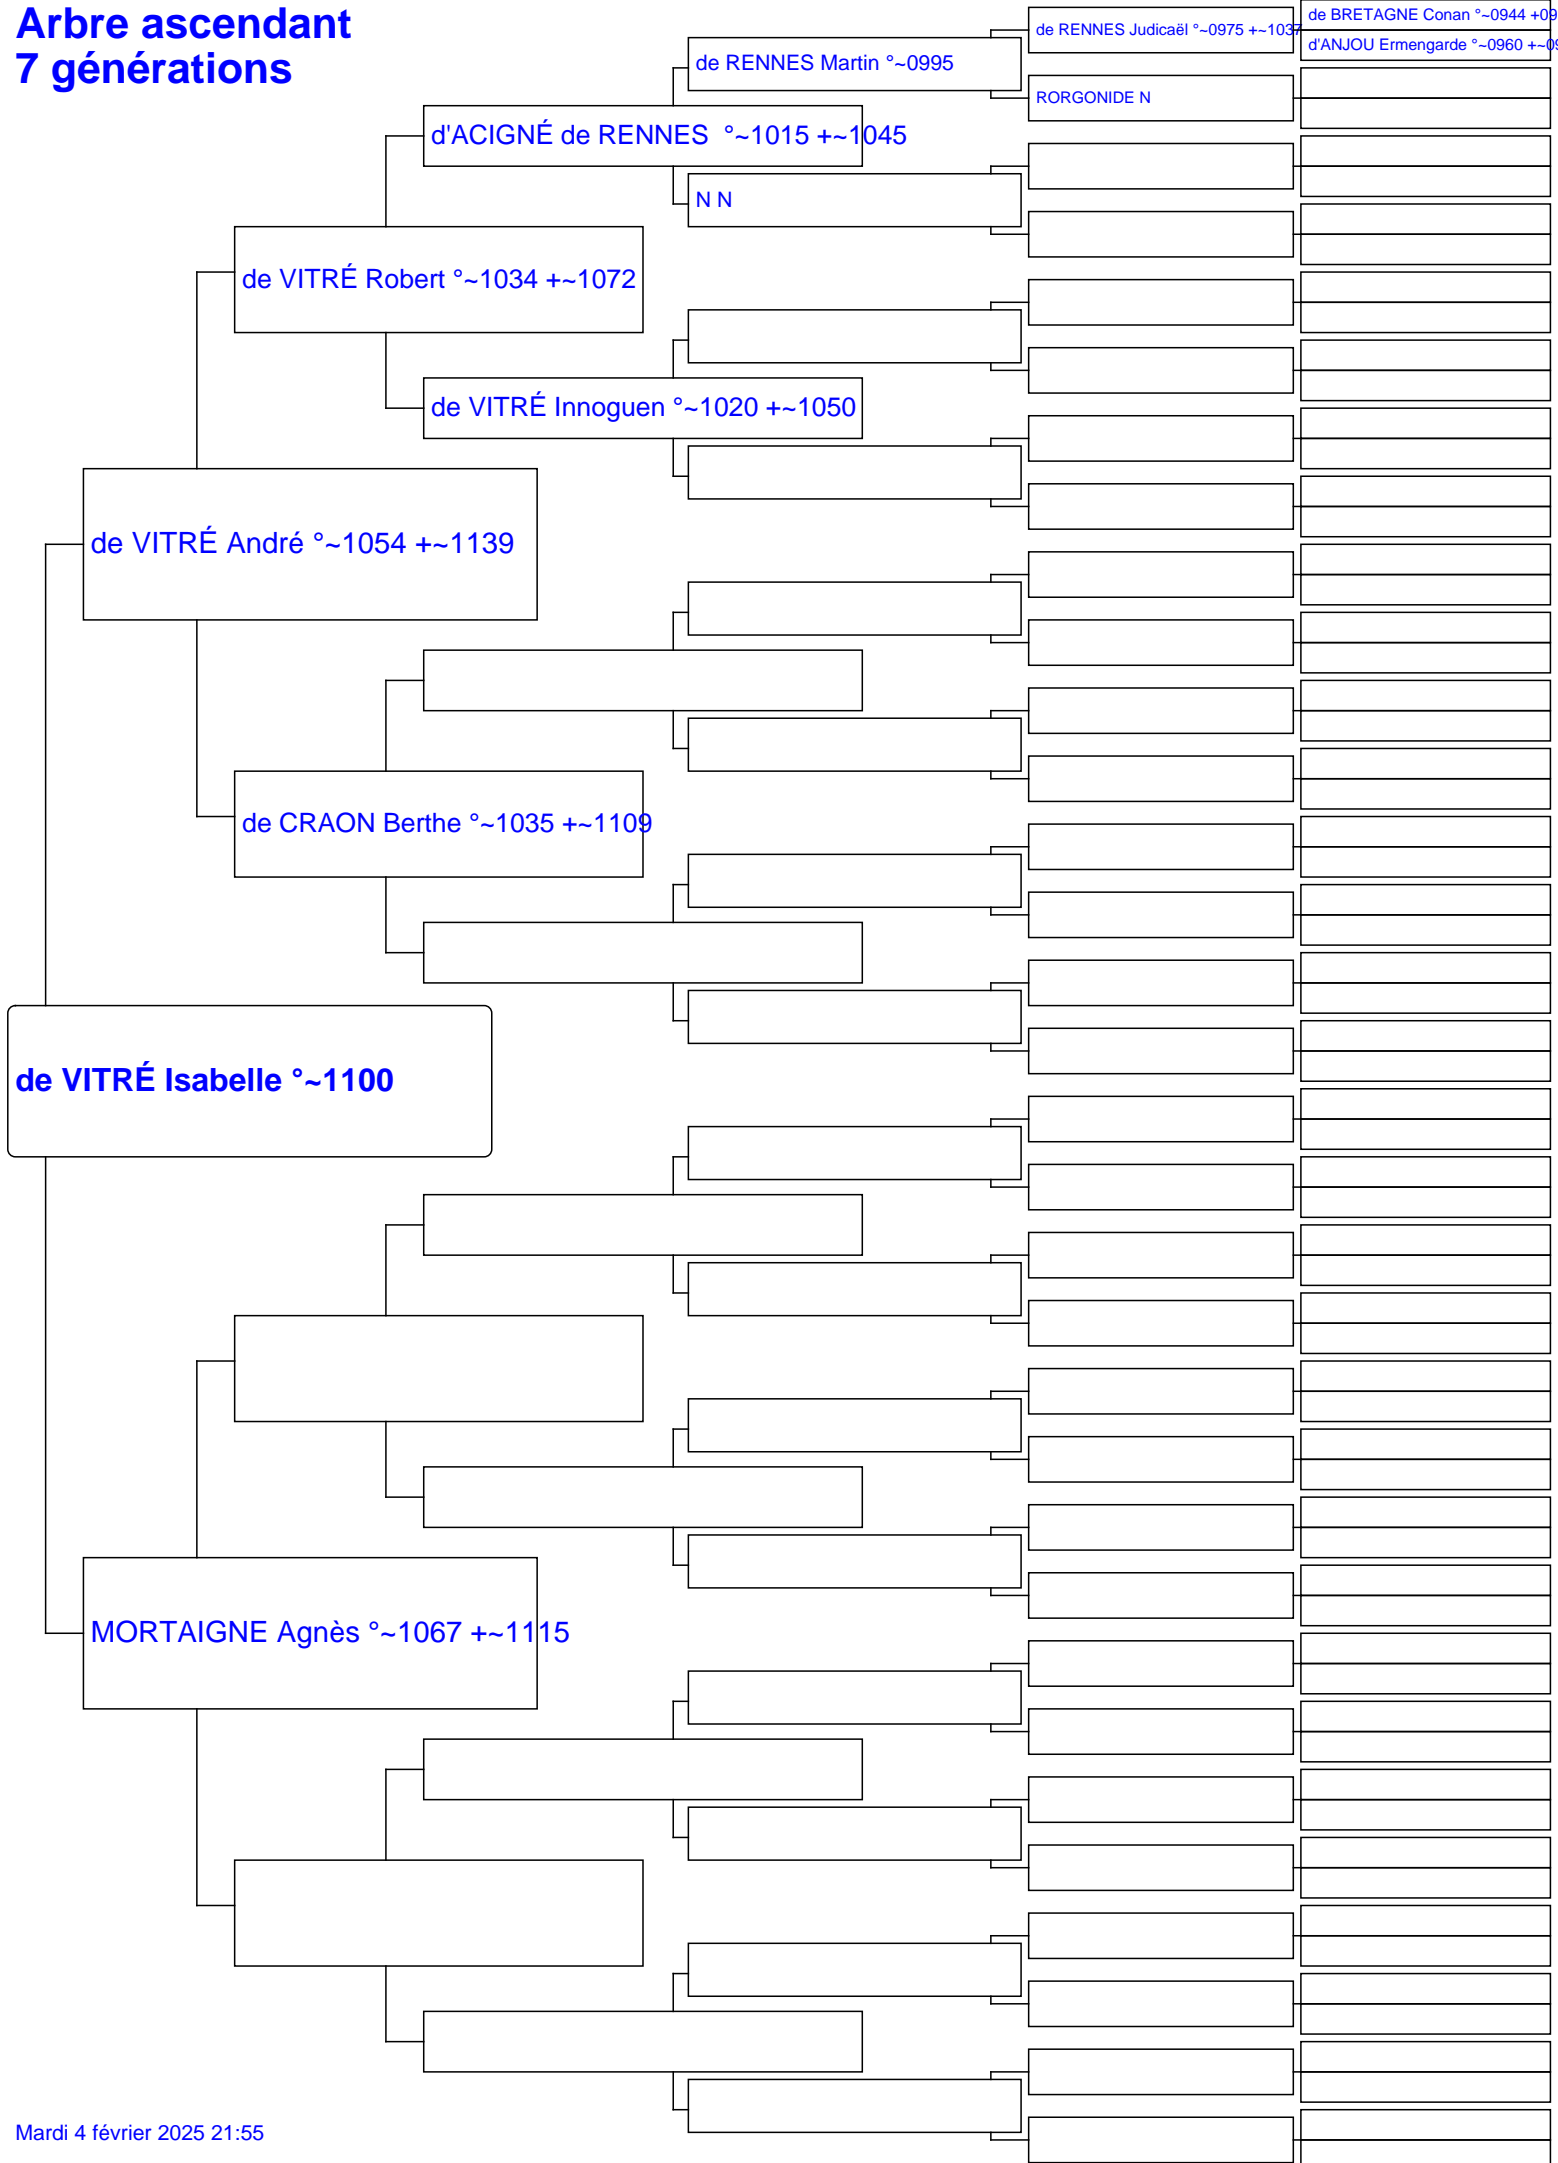 Arbre ascendant
7 générations
de BRETAGNE Conan °~0944 +09
de RENNES Judicaël °~0975 +~1037
d'ANJOU Ermengarde °~0960 +~09
de RENNES Martin °~0995
RORGONIDE N
d'ACIGNÉ de RENNES  °~1015 +~1045
N N
de VITRÉ Robert °~1034 +~1072
de VITRÉ Innoguen °~1020 +~1050
de VITRÉ André °~1054 +~1139
de CRAON Berthe °~1035 +~1109
de VITRÉ Isabelle °~1100
MORTAIGNE Agnès °~1067 +~1115
Mardi 4 février 2025 21:55